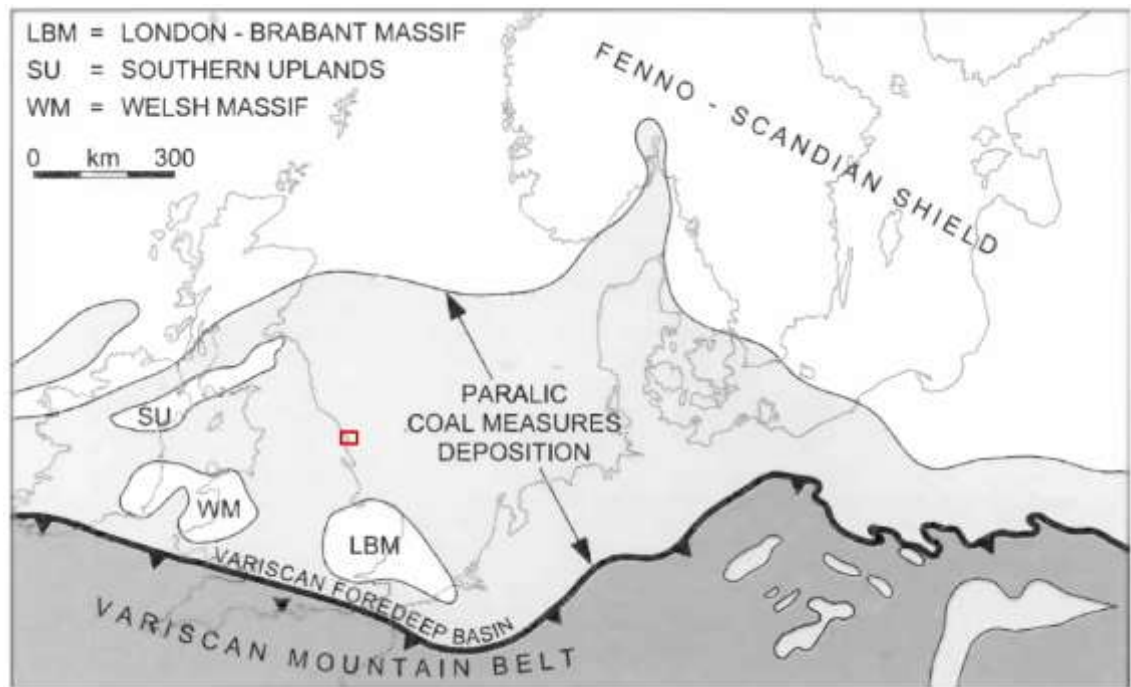 LBM = LONDON - BRABANT MASSIF
SU = SOUTHERN UPLANDS
WM = WELSH MASSIF
0 km 300
FENNO - SCANDIAN SHIELD
PARALIC
COAL MEASURES
DEPOSITION
SU
WM
LBM
VARISCAN FOREDEEP BASIN
VARISCAN MOUNTAIN BELT